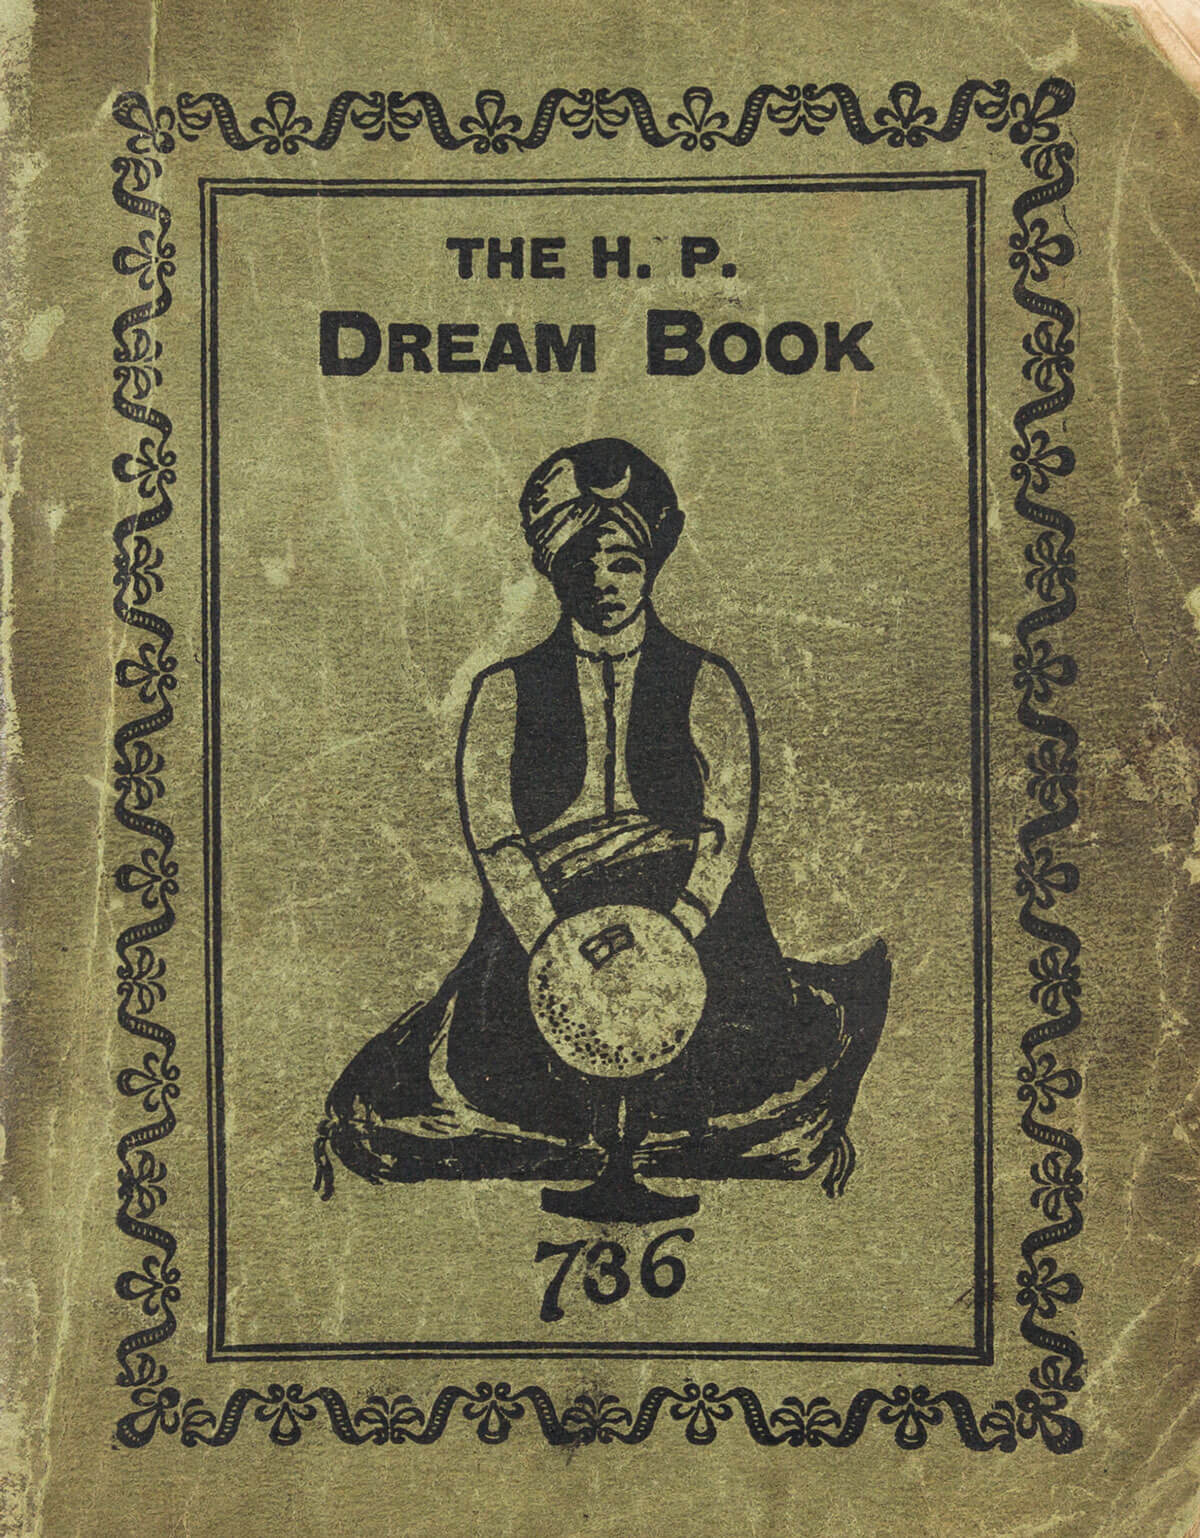 THE H. P.
DREAM BOOK
736